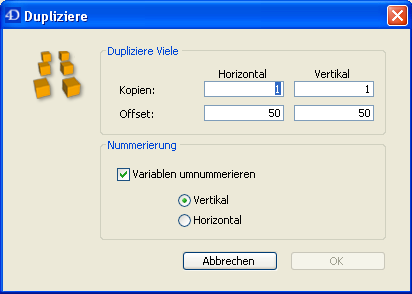 4D Dupliziere
Dupliziere Viele
Horizontal Vertikal
Kopien: 1 1
Offset: 50 50
Nummerierung
Variablen umnummerieren
Vertikal
Horizontal
Abbrechen OK